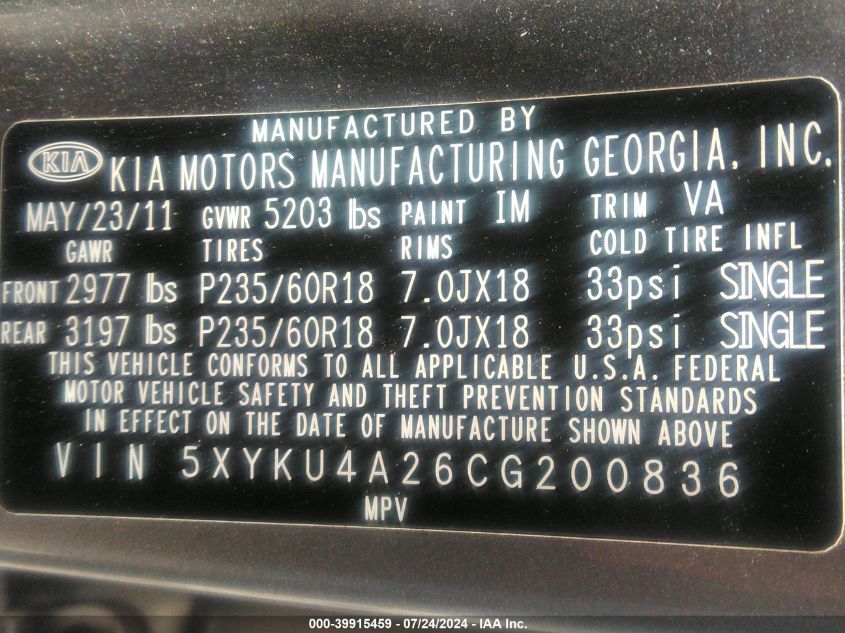 MANUFACTURED BY
KIA KIA MOTORS MANUFACTURING GEORGIA, INC.
MAY/23/11 GVWR 5203 lbs PAINT IM TRIM VA
GAWR TIRES RIMS COLD TIRE INFL
FRONT 2977 lbs P235/60R18 7.0JX18 33psi SINGLE
REAR 3197 lbs P235/60R18 7.0JX18 33psi SINGLE
THIS VEHICLE CONFORMS TO ALL APPLICABLE U.S.A. FEDERAL
MOTOR VEHICLE SAFETY AND THEFT PREVENTION STANDARDS
IN EFFECT ON THE DATE OF MANUFACTURE SHOWN ABOVE
VIN 5XYKU4A26CG200836
MPV
000-39915459 - 07/24/2024 - IAA Inc.